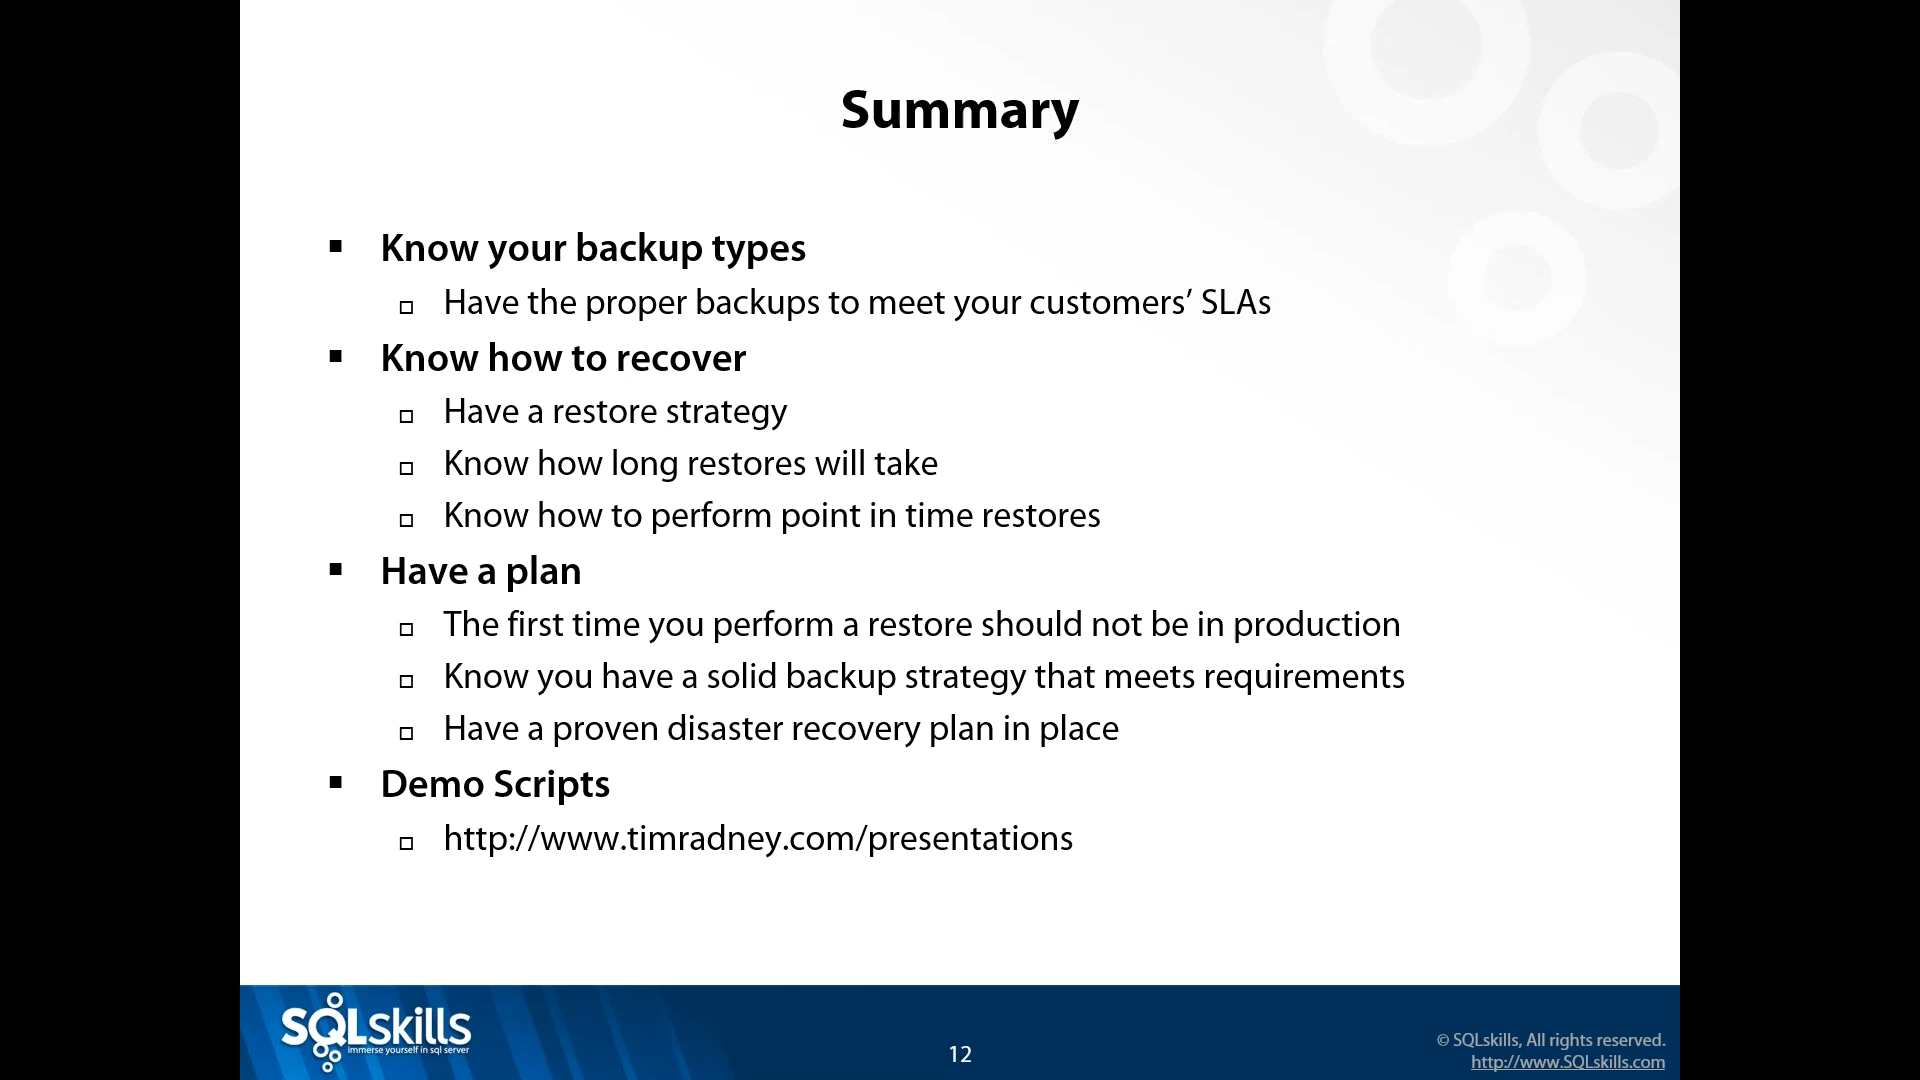 Summary
Know your backup types
Have the proper backups to meet your customers’ SLAs
Know how to recover
Have a restore strategy
Know how long restores will take
Know how to perform point in time restores
Have a plan
The first time you perform a restore should not be in production
Know you have a solid backup strategy that meets requirements
Have a proven disaster recovery plan in place
Demo Scripts
http://www.timradney.com/presentations
SQLskills
immerse yourself in sql server
12
© SQLskills, All rights reserved.
http://www.SQLskills.com